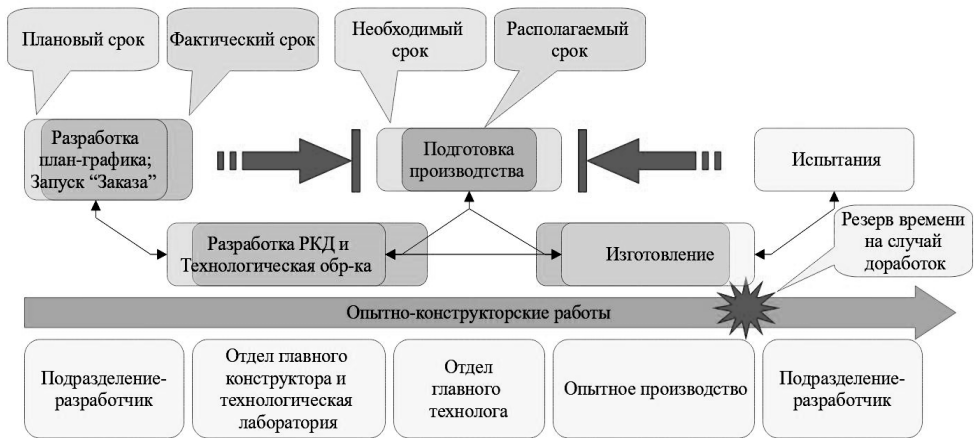 Плановый срок
Фактический срок
Необходимый
срок
Располагаемый
срок
Разработка
план-графика;
Запуск “Заказа”
Подготовка
произвордтства
Испытания
Разработка РКД и
Технологическая обр-ка
Изготовление
Резерв времени
на случай
доработок
Опытно-конструкторские работы
Подразделение-
разработчик
Отдел главного
конструктора и
технологическая
лаборатория
Отдел
главного
технолога
Опытное производство
Подразделение-
разработчик